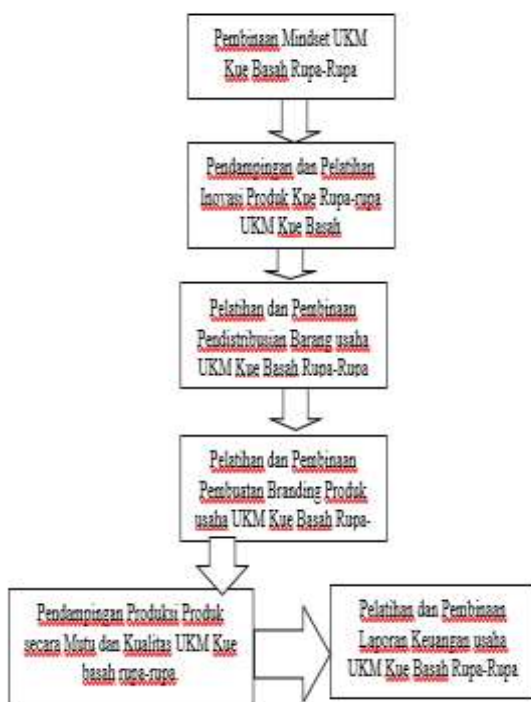 Pembinaan Mindset UKM
Kue Basah Rupa-Rupa
Pendampingan dan Pelatihan
Inovasi Produk Kue Rupa-rupa
UKM Kue Basah
Pelatihan dan Pembinaan
Pendistribusian Barang usaha
UKM Kue Basah Rupa-Rupa
Pelatihan dan Pembinaan
Pembuatan Branding Produk
usaha UKM Kue Basah Rupa-
Pendampingan Produksi Produk
secara Mutu dan Kualitas UKM Kue
basah rupa-rupa.
Pelatihan dan Pembinaan
Laporan Keuangan usaha
UKM Kue Basah Rupa-Rupa